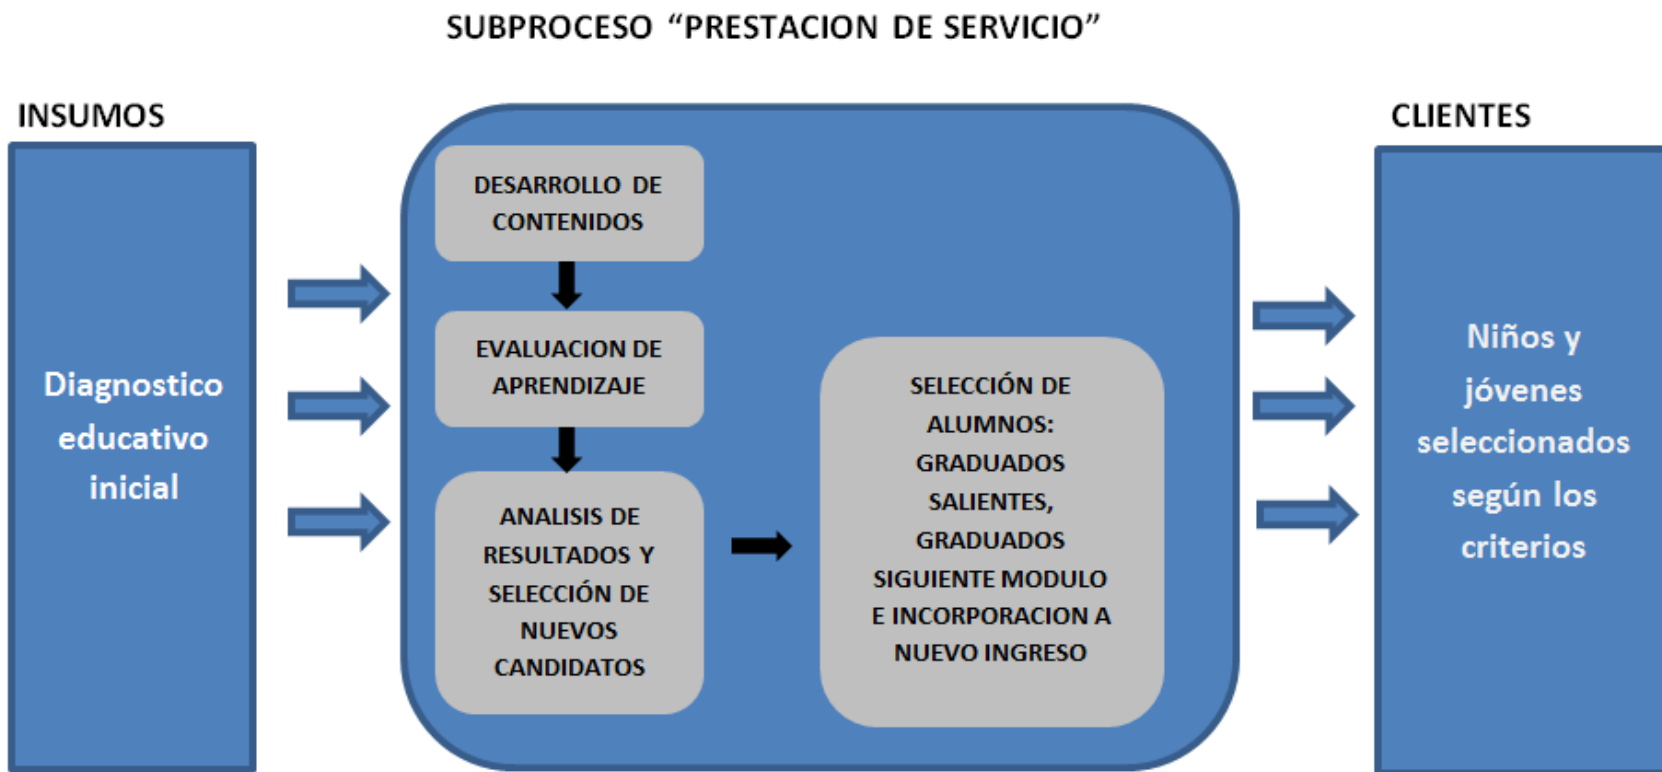 SUBPROCESO “PRESTACION DE SERVICIO”
INSUMOS
Diagnostico
educativo
inicial
DESARROLLO DE
CONTENIDOS
EVALUACION DE
APRENDIZAJE
ANALISIS DE
RESULTADOS Y
SELECCIÓN DE
NUEVOS
CANDIDATOS
SELECCIÓN DE
ALUMNOS:
GRADUADOS
SALIENTES,
GRADUADOS
SIGUIENTE MODULO
E INCORPORACION A
NUEVO INGRESO
CLIENTES
Niños y
jóvenes
seleccionados
según los
criterios